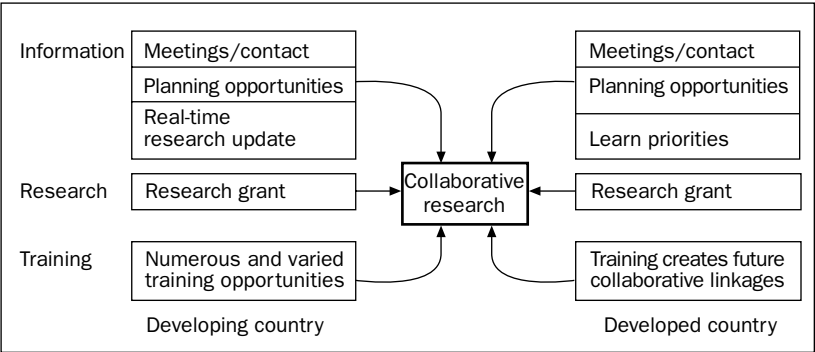 Information
Meetings/contact
Planning opportunities
Real-time
research update
Meetings/contact
Planning opportunities
Learn priorities
Collaborative
research
Research
Research grant
Research grant
Training
Numerous and varied
training opportunities
Training creates future
collaborative linkages
Developing country
Developed country